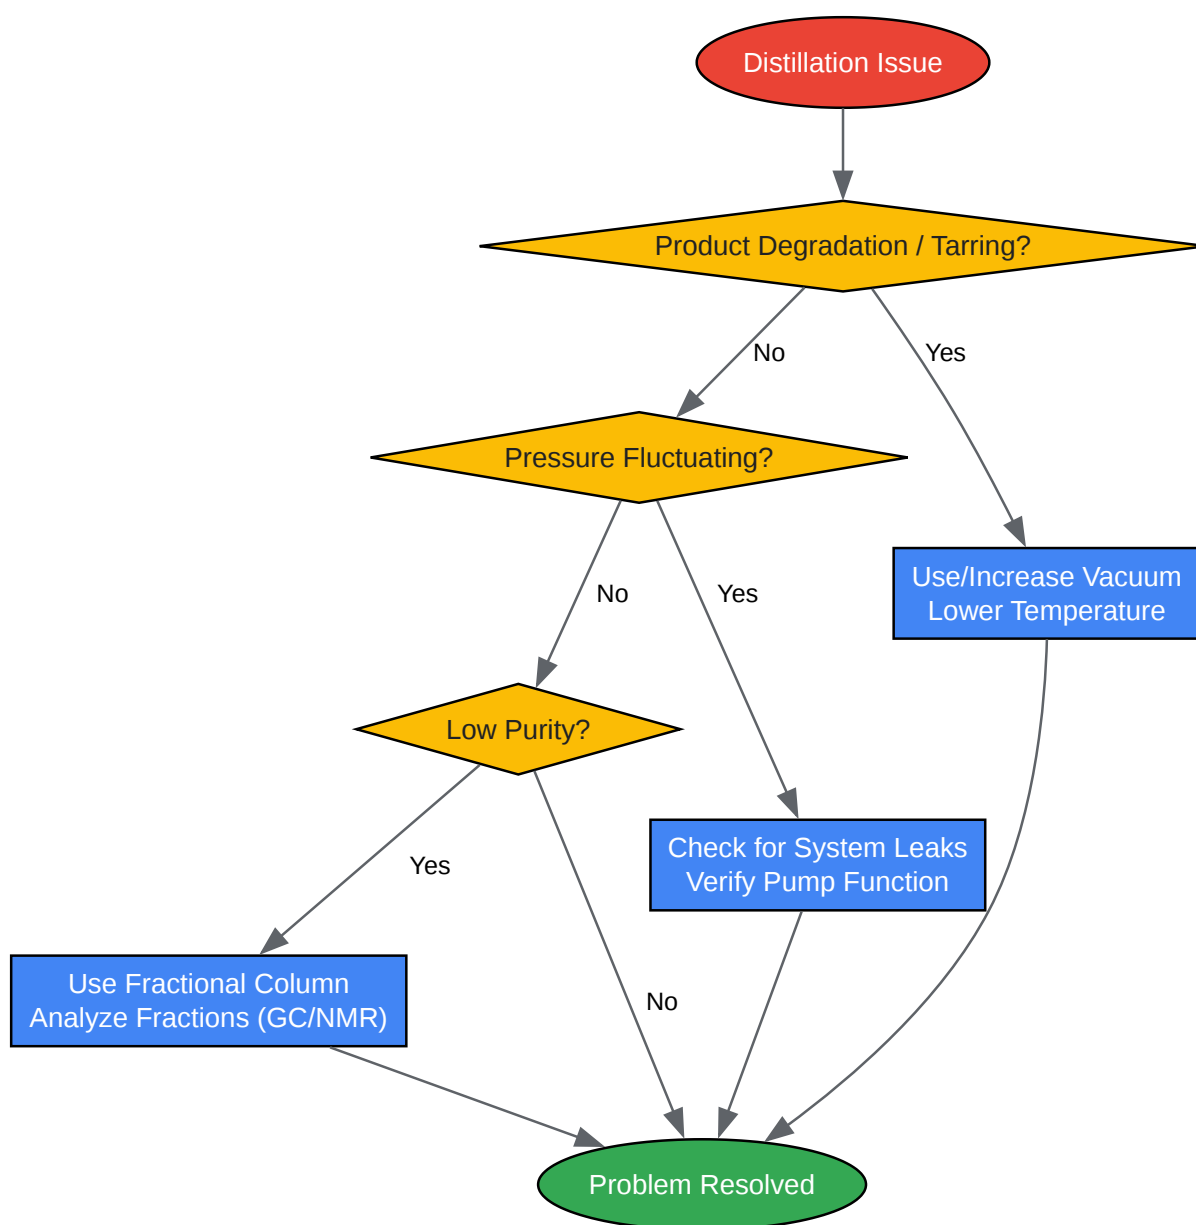 Distillation Issue
Product Degradation / Tarring?
No
Yes
Pressure Fluctuating?
Use/Increase Vacuum
Lower Temperature
No
Yes
Low Purity?
Check for System Leaks
Verify Pump Function
Yes
Use Fractional Column
Analyze Fractions (GC/NMR)
No
Problem Resolved